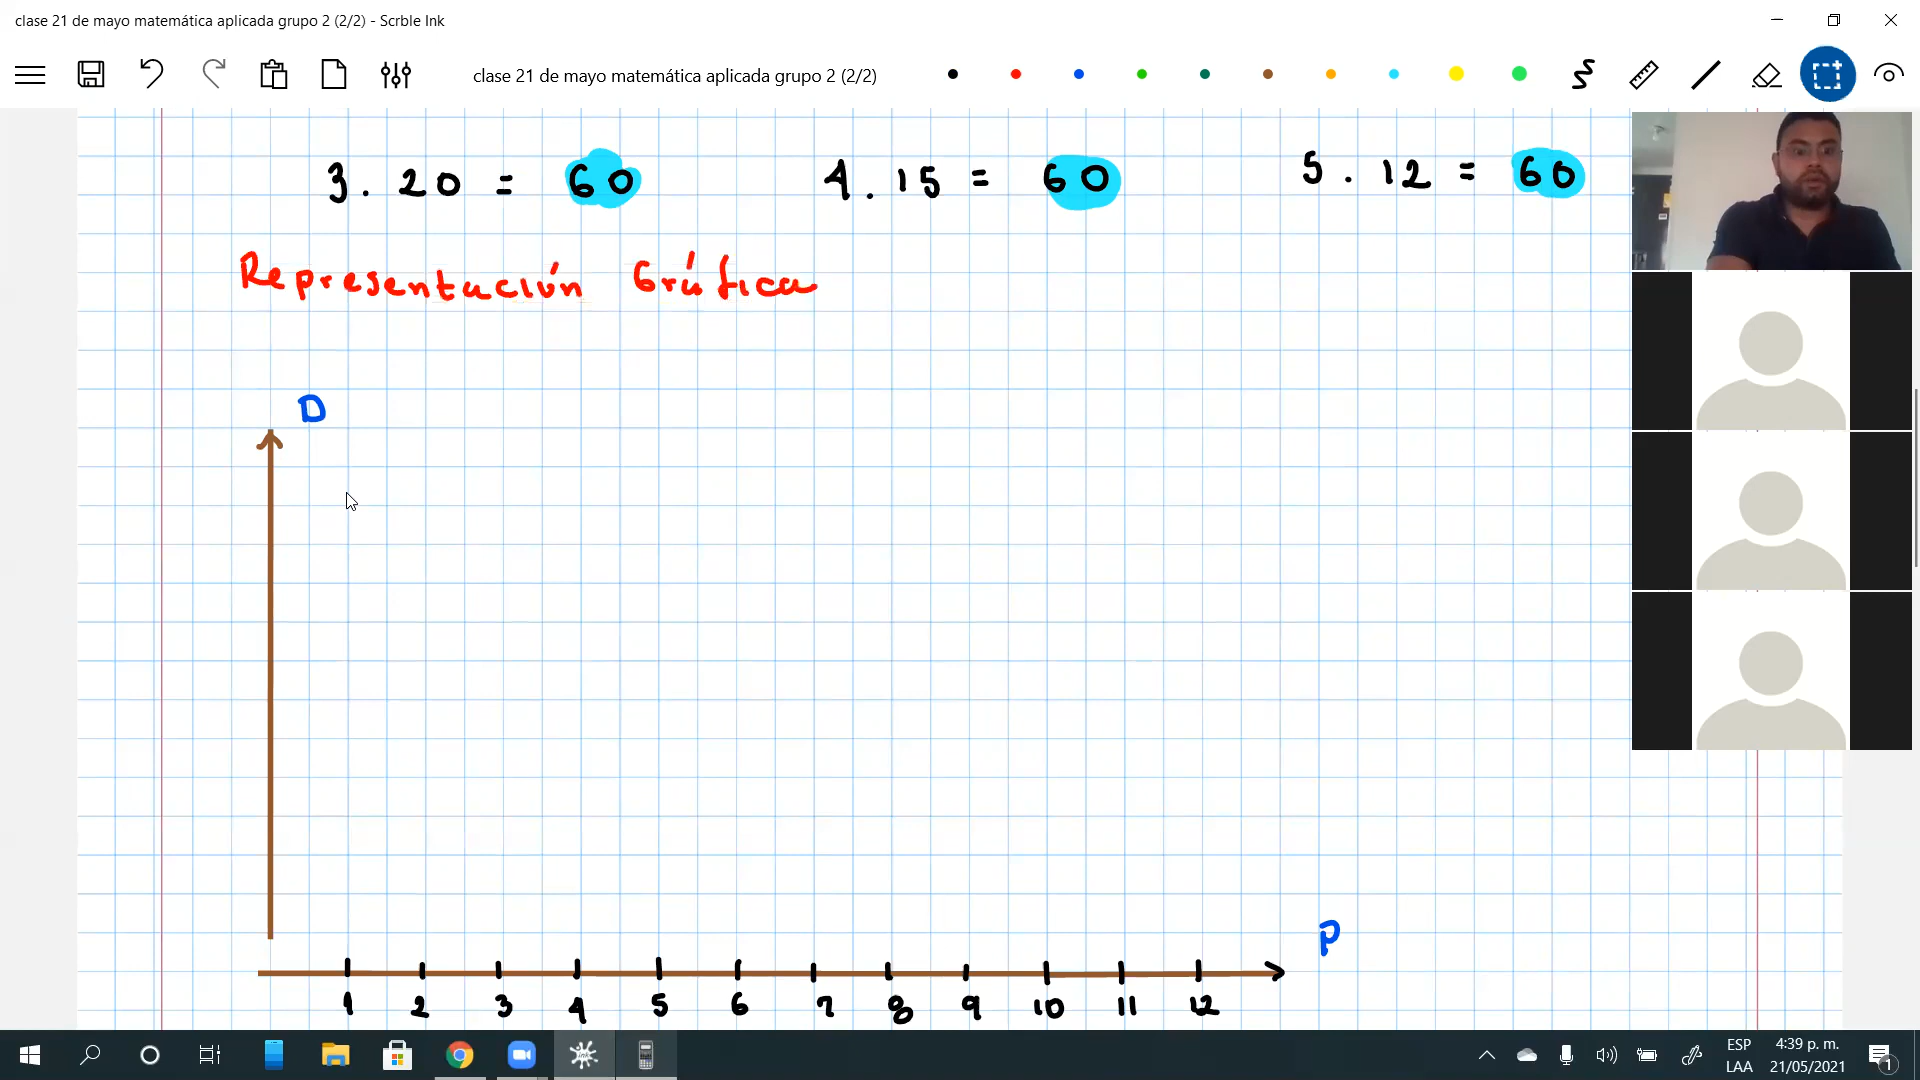 clase 21 de mayo matemática aplicada grupo 2 (2/2) - Scrble Ink
clase 21 de mayo matemática aplicada grupo 2 (2/2)
3 . 20 = 60 4 . 15 = 60 5 . 12 = 60
Representación Gráfica
D
P
1 2 3 4 5 6 7 8 9 10 11 12
ESP 4:39 p. m.
LAA 21/05/2021
1